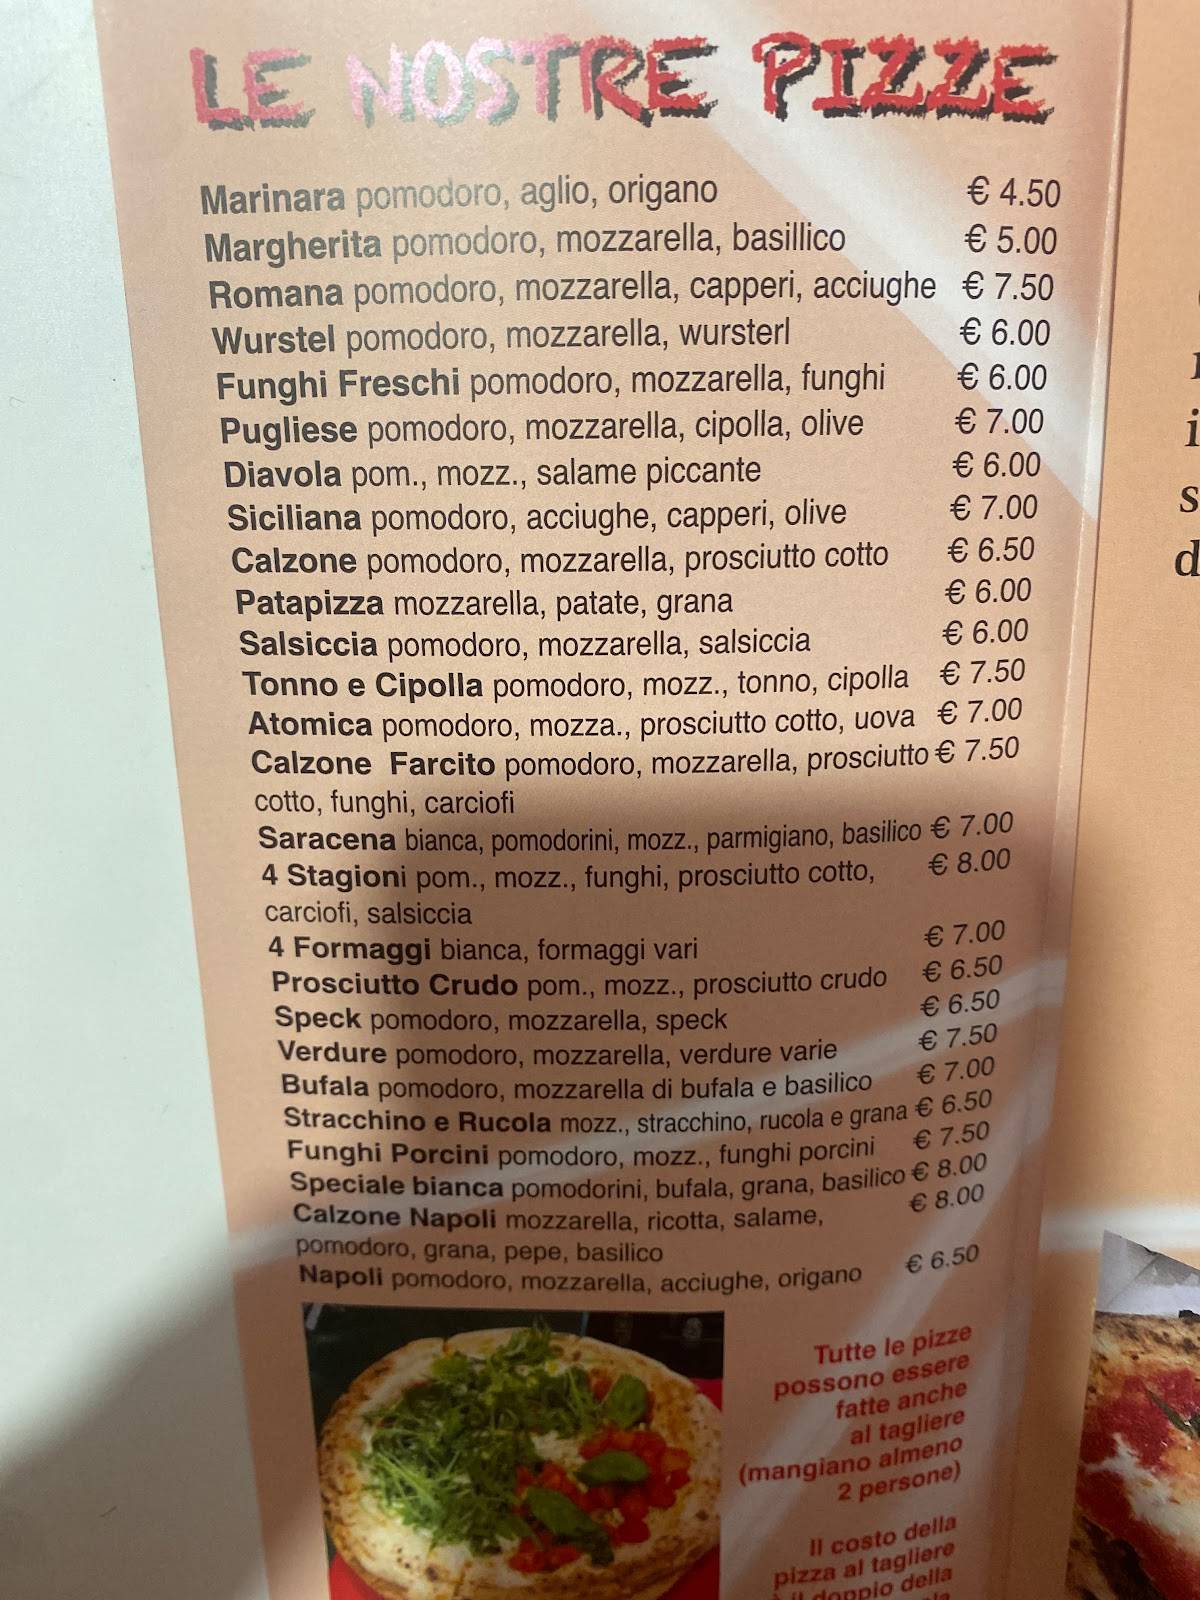 LE NOSTRE PIZZE
Marinara pomodoro, aglio, origano € 4.50
Margherita pomodoro, mozzarella, basillico € 5.00
Romana pomodoro, mozzarella, capperi, acciughe € 7.50
Wurstel pomodoro, mozzarella, wursterl € 6.00
Funghi Freschi pomodoro, mozzarella, funghi € 6.00
Pugliese pomodoro, mozzarella, cipolla, olive € 7.00
Diavola pom., mozz., salame piccante € 6.00
Siciliana pomodoro, acciughe, capperi, olive € 7.00
Calzone pomodoro, mozzarella, prosciutto cotto € 6.50
Patapizza mozzarella, patate, grana € 6.00
Salsiccia pomodoro, mozzarella, salsiccia € 6.00
Tonno e Cipolla pomodoro, mozz., tonno, cipolla € 7.50
Atomica pomodoro, mozza., prosciutto cotto, uova € 7.00
Calzone Farcito pomodoro, mozzarella, prosciutto € 7.50
cotto, funghi, carciofi
Saracena bianca, pomodorini, mozz., parmigiano, basilico € 7.00
4 Stagioni pom., mozz., funghi, prosciutto cotto, € 8.00
carciofi, salsiccia
4 Formaggi bianca, formaggi vari € 7.00
Prosciutto Crudo pom., mozz., prosciutto crudo € 6.50
Speck pomodoro, mozzarella, speck € 6.50
Verdure pomodoro, mozzarella, verdure varie € 7.50
Bufala pomodoro, mozzarella di bufala e basilico € 7.00
Stracchino e Rucola mozz., stracchino, rucola e grana € 6.50
Funghi Porcini pomodoro, mozz., funghi porcini € 7.50
Speciale bianca pomodorini, bufala, grana, basilico € 8.00
Calzone Napoli mozzarella, ricotta, salame, € 8.00
pomodoro, grana, pepe, basilico
Napoli pomodoro, mozzarella, acciughe, origano € 6.50
Tutte le pizze
possono essere
fatte anche
al tagliere
(mangiano almeno
2 persone)
Il costo della
pizza al tagliere
è il doppio della